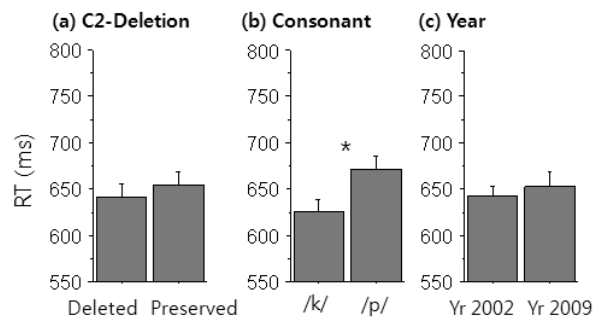 (a) C2-Deletion
(b) Consonant
(c) Year
800
750
700
650
600
550
RT (ms)
Deleted Preserved
800
750
700
650
600
550
*
/k/ /p/
800
750
700
650
600
550
Yr 2002 Yr 2009